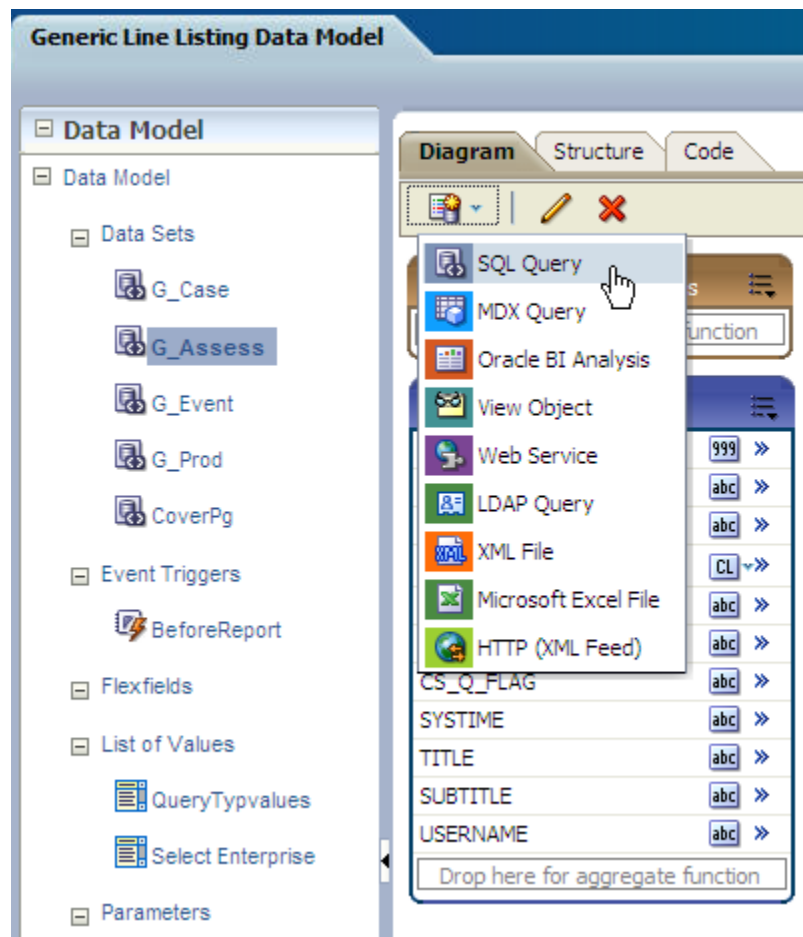 Generic Line Listing Data Model
Data Model
Data Model
Data Sets
G_Case
G_Assess
G_Event
G_Prod
CoverPg
Event Triggers
BeforeReport
Flexfields
List of Values
QueryTypvalues
Select Enterprise
Parameters
Diagram Structure Code
SQL Query
MDX Query
Oracle BI Analysis
View Object
Web Service
LDAP Query
XML File
Microsoft Excel File
HTTP (XML Feed)
s
function
999
abc
abc
CL
abc
abc
CS_Q_FLAG abc
SYSTIME abc
TITLE abc
SUBTITLE abc
USERNAME abc
Drop here for aggregate function